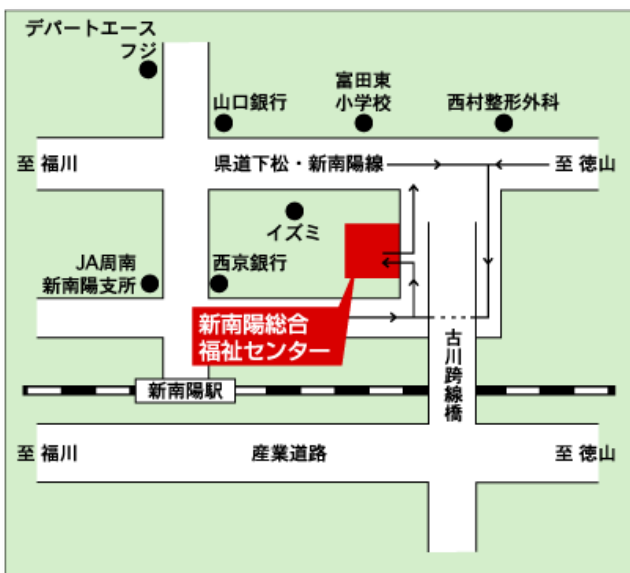 デパートエース
フジ
山口銀行
富田東
小学校
西村整形外科
至 福川
県道下松・新南陽線
至 徳山
イズミ
JA周南
新南陽支所
西京銀行
新南陽総合
福祉センター
古川跨線橋
新南陽駅
至 福川
産業道路
至 徳山